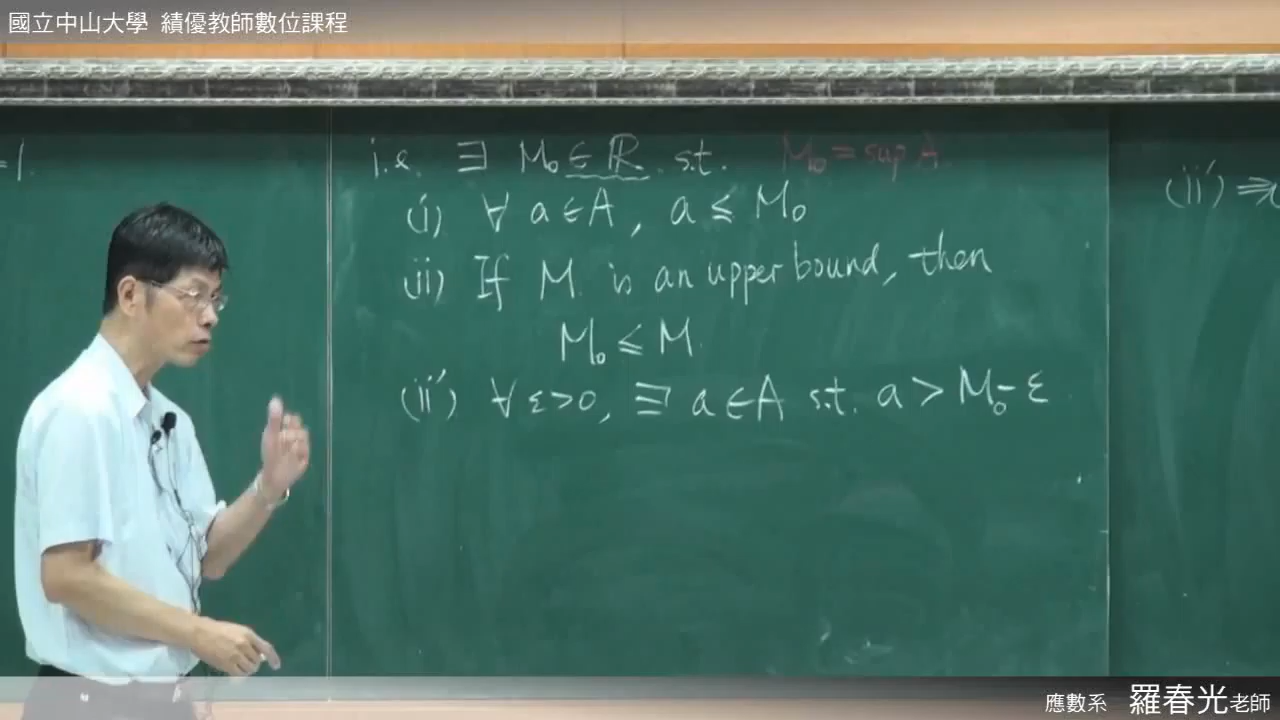 國立中山大學 績優教師數位課程
=1.
i.e. ∃ M₀ ∈ ℝ s.t. M₀ = sup A
(i) ∀ a ∈ A, a ≤ M₀
(ii) If M is an upper bound, then
M₀ ≤ M
(ii′) ∀ ε>0, ∃ a ∈ A s.t. a > M₀-ε
(ii′) ⇒
應數系 羅春光老師